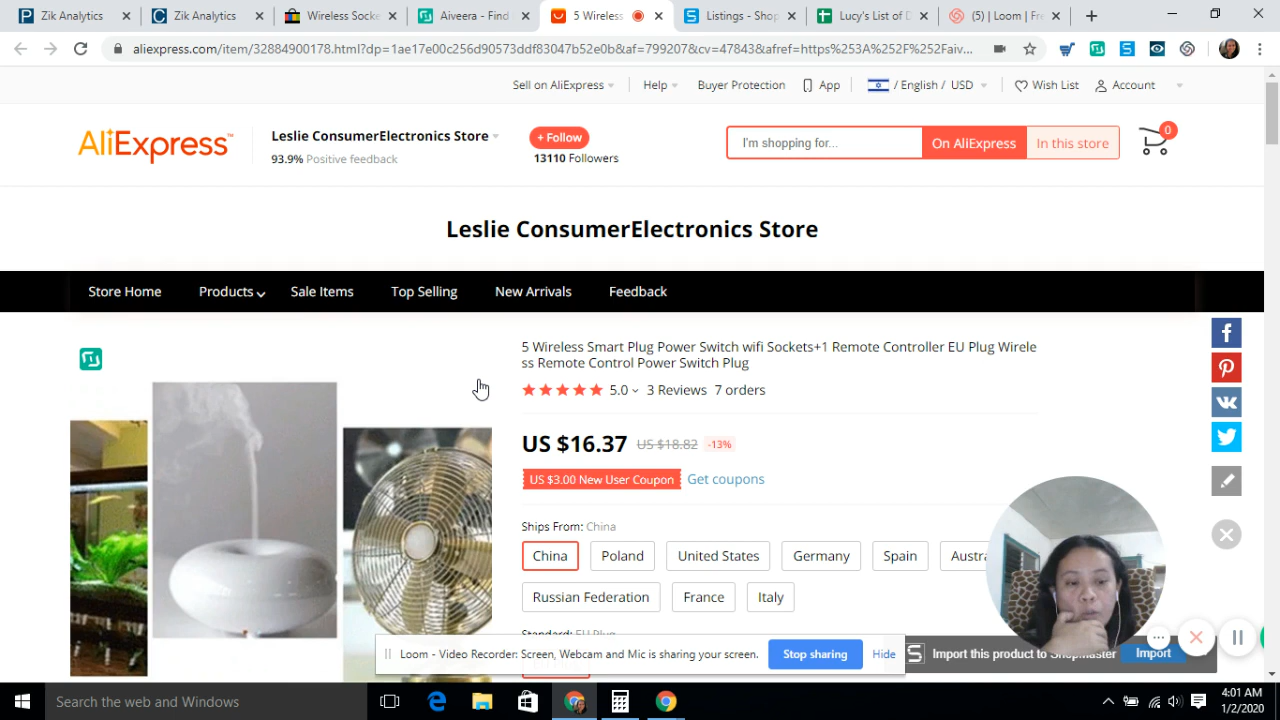 Zik Analytics
Zik Analytics
Wireless Socke
Aiveera - Find
5 Wireless
Listings - Shop
Lucy's List of D
(5) | Loom | Fre
aliexpress.com/item/32884900178.html?dp=1ae17e00c256d90573ddf83047b52e0b&af=799207&cv=47843&afref=https%253A%252F%252Faiv...
Sell on AliExpress
Help
Buyer Protection
App
/ English / USD
Wish List
Account
AliExpress™
Leslie ConsumerElectronics Store
93.9% Positive feedback
+ Follow
13110 Followers
I'm shopping for...
On AliExpress
In this store
0
Leslie ConsumerElectronics Store
Store Home
Products
Sale Items
Top Selling
New Arrivals
Feedback
5 Wireless Smart Plug Power Switch wifi Sockets+1 Remote Controller EU Plug Wirele
ss Remote Control Power Switch Plug
5.0
3 Reviews
7 orders
US $16.37
US $18.82
-13%
US $3.00 New User Coupon
Get coupons
Ships From: China
China
Poland
United States
Germany
Spain
Austra
Russian Federation
France
Italy
Loom - Video Recorder: Screen, Webcam and Mic is sharing your screen.
Stop sharing
Hide
Import this product to Shopmaster
Import
Search the web and Windows
4:01 AM
1/2/2020